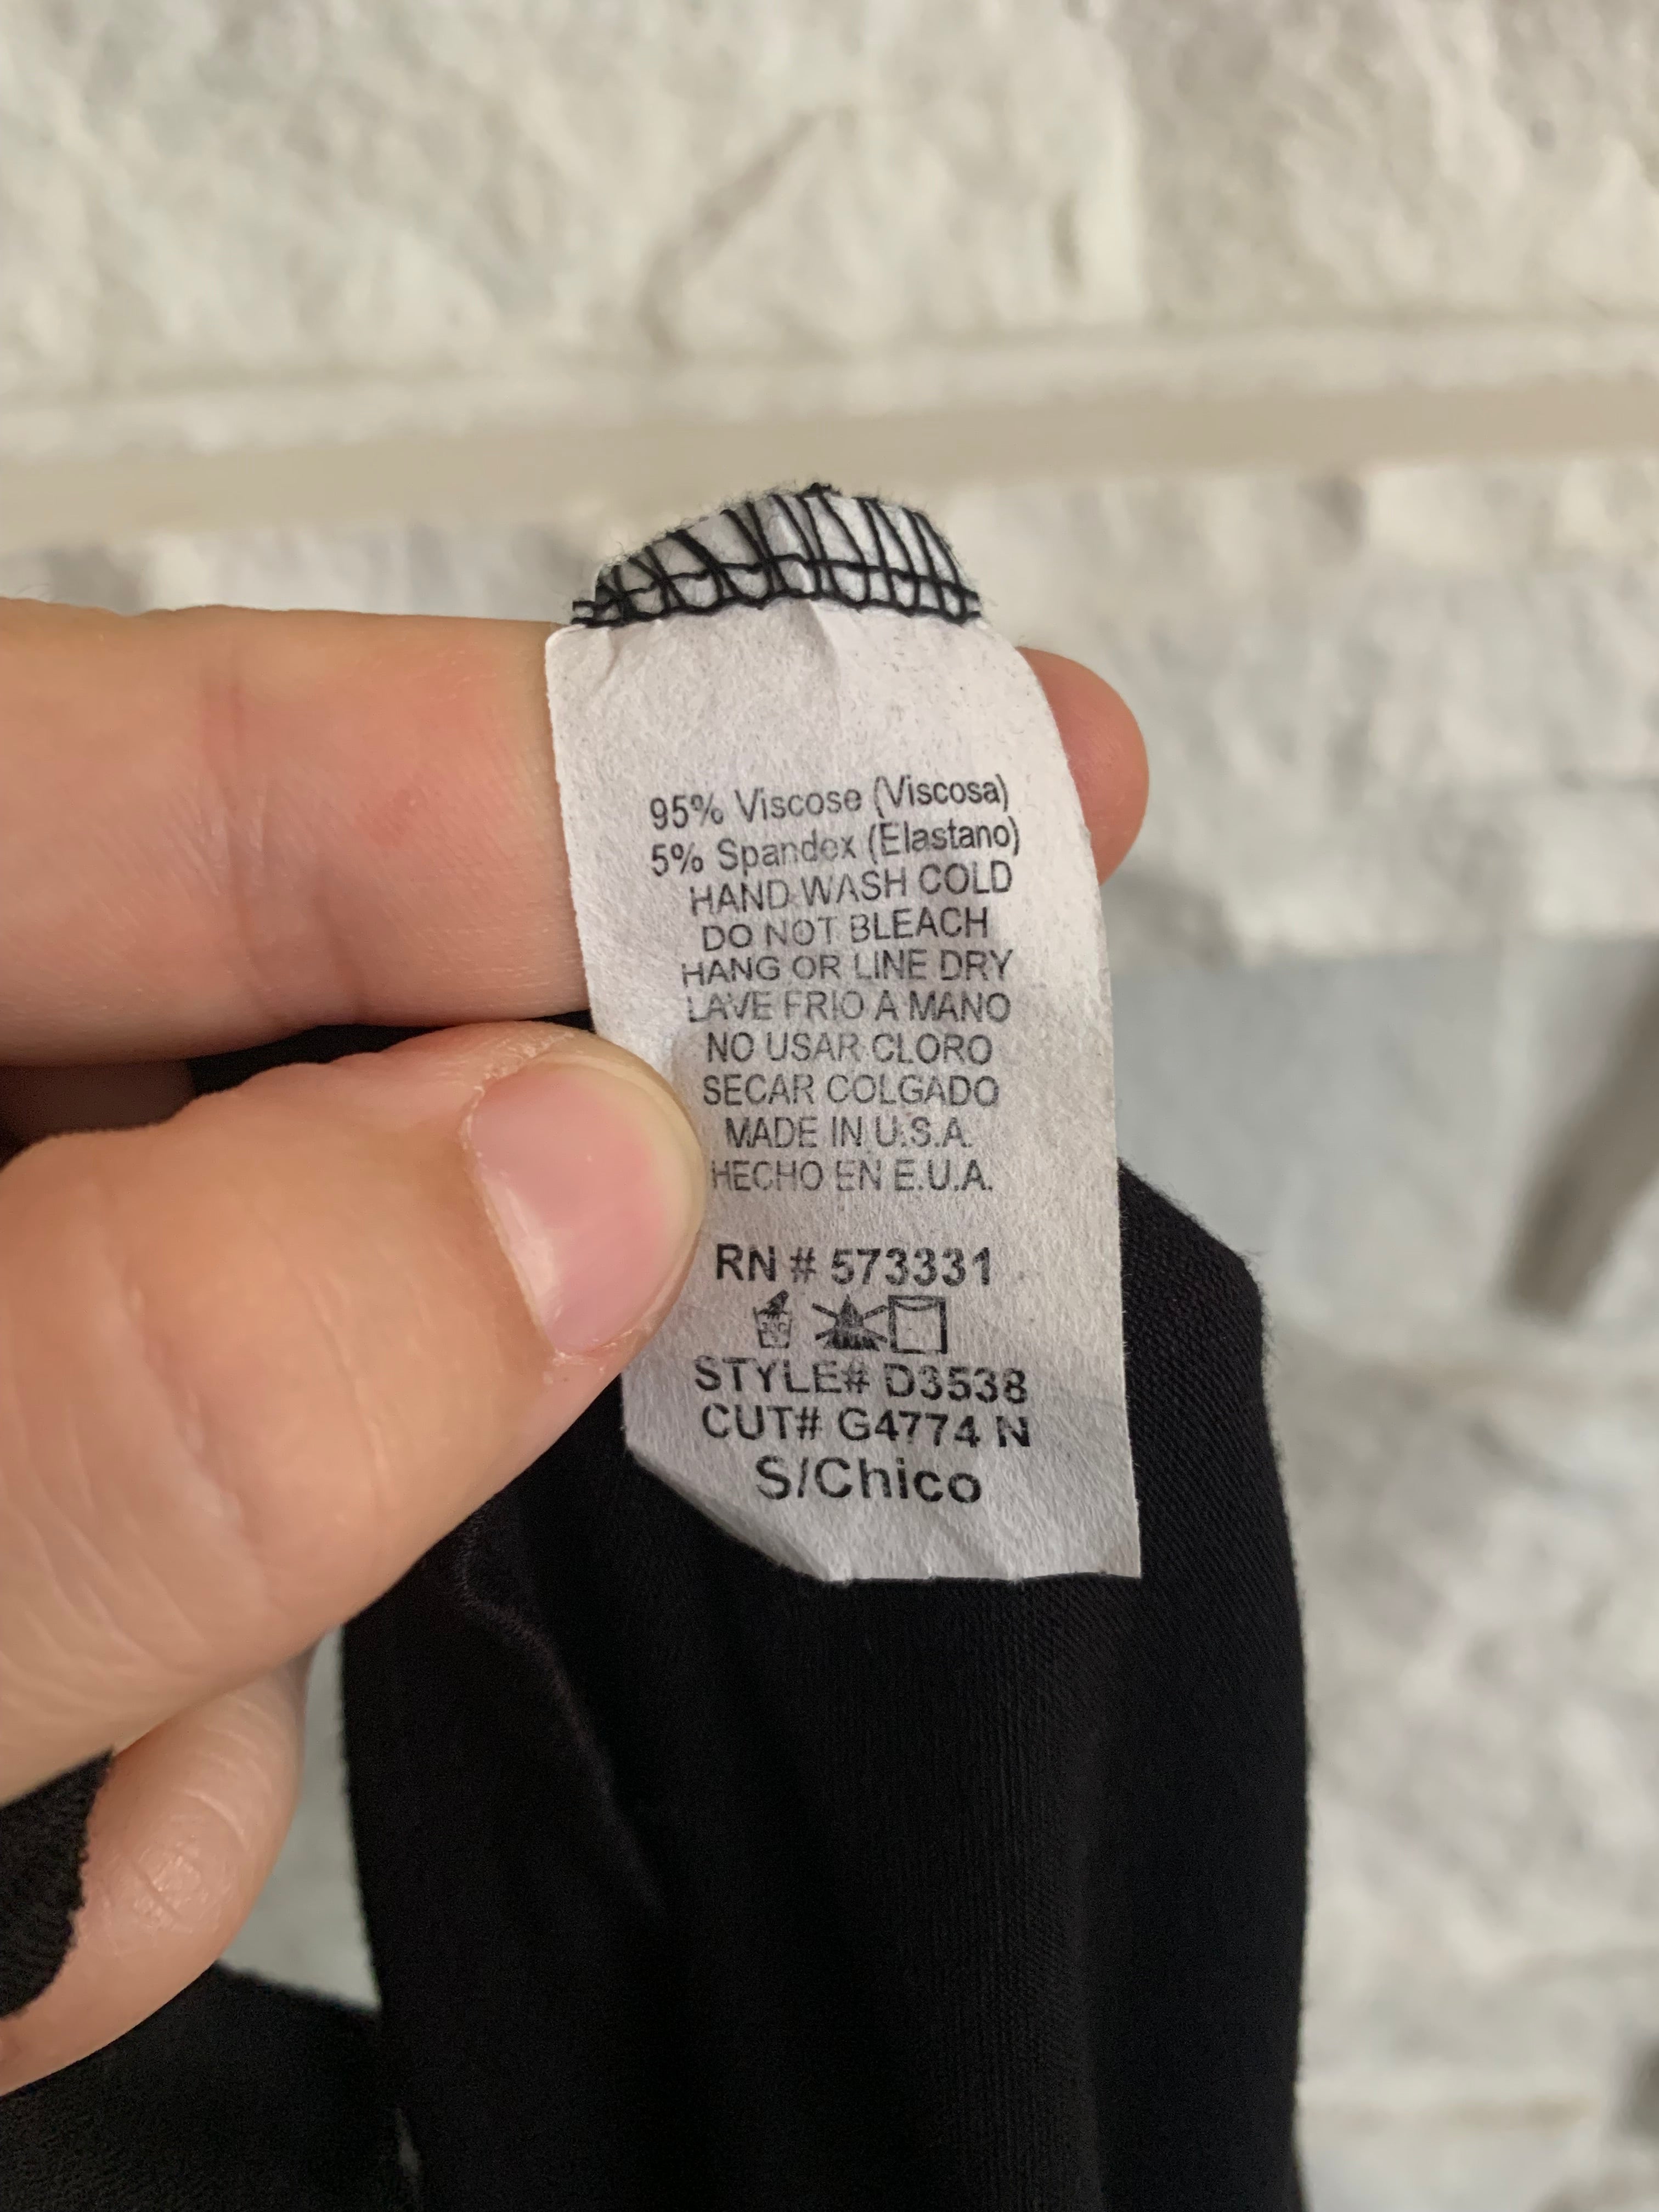 95% Viscose (Viscosa)
5% Spandex (Elastano)
HAND WASH COLD
DO NOT BLEACH
HANG OR LINE DRY
LAVE FRIO A MANO
NO USAR CLORO
SECAR COLGADO
MADE IN U.S.A.
HECHO EN E.U.A.
RN # 573331
STYLE# D3538
CUT# G4774 N
S/Chico